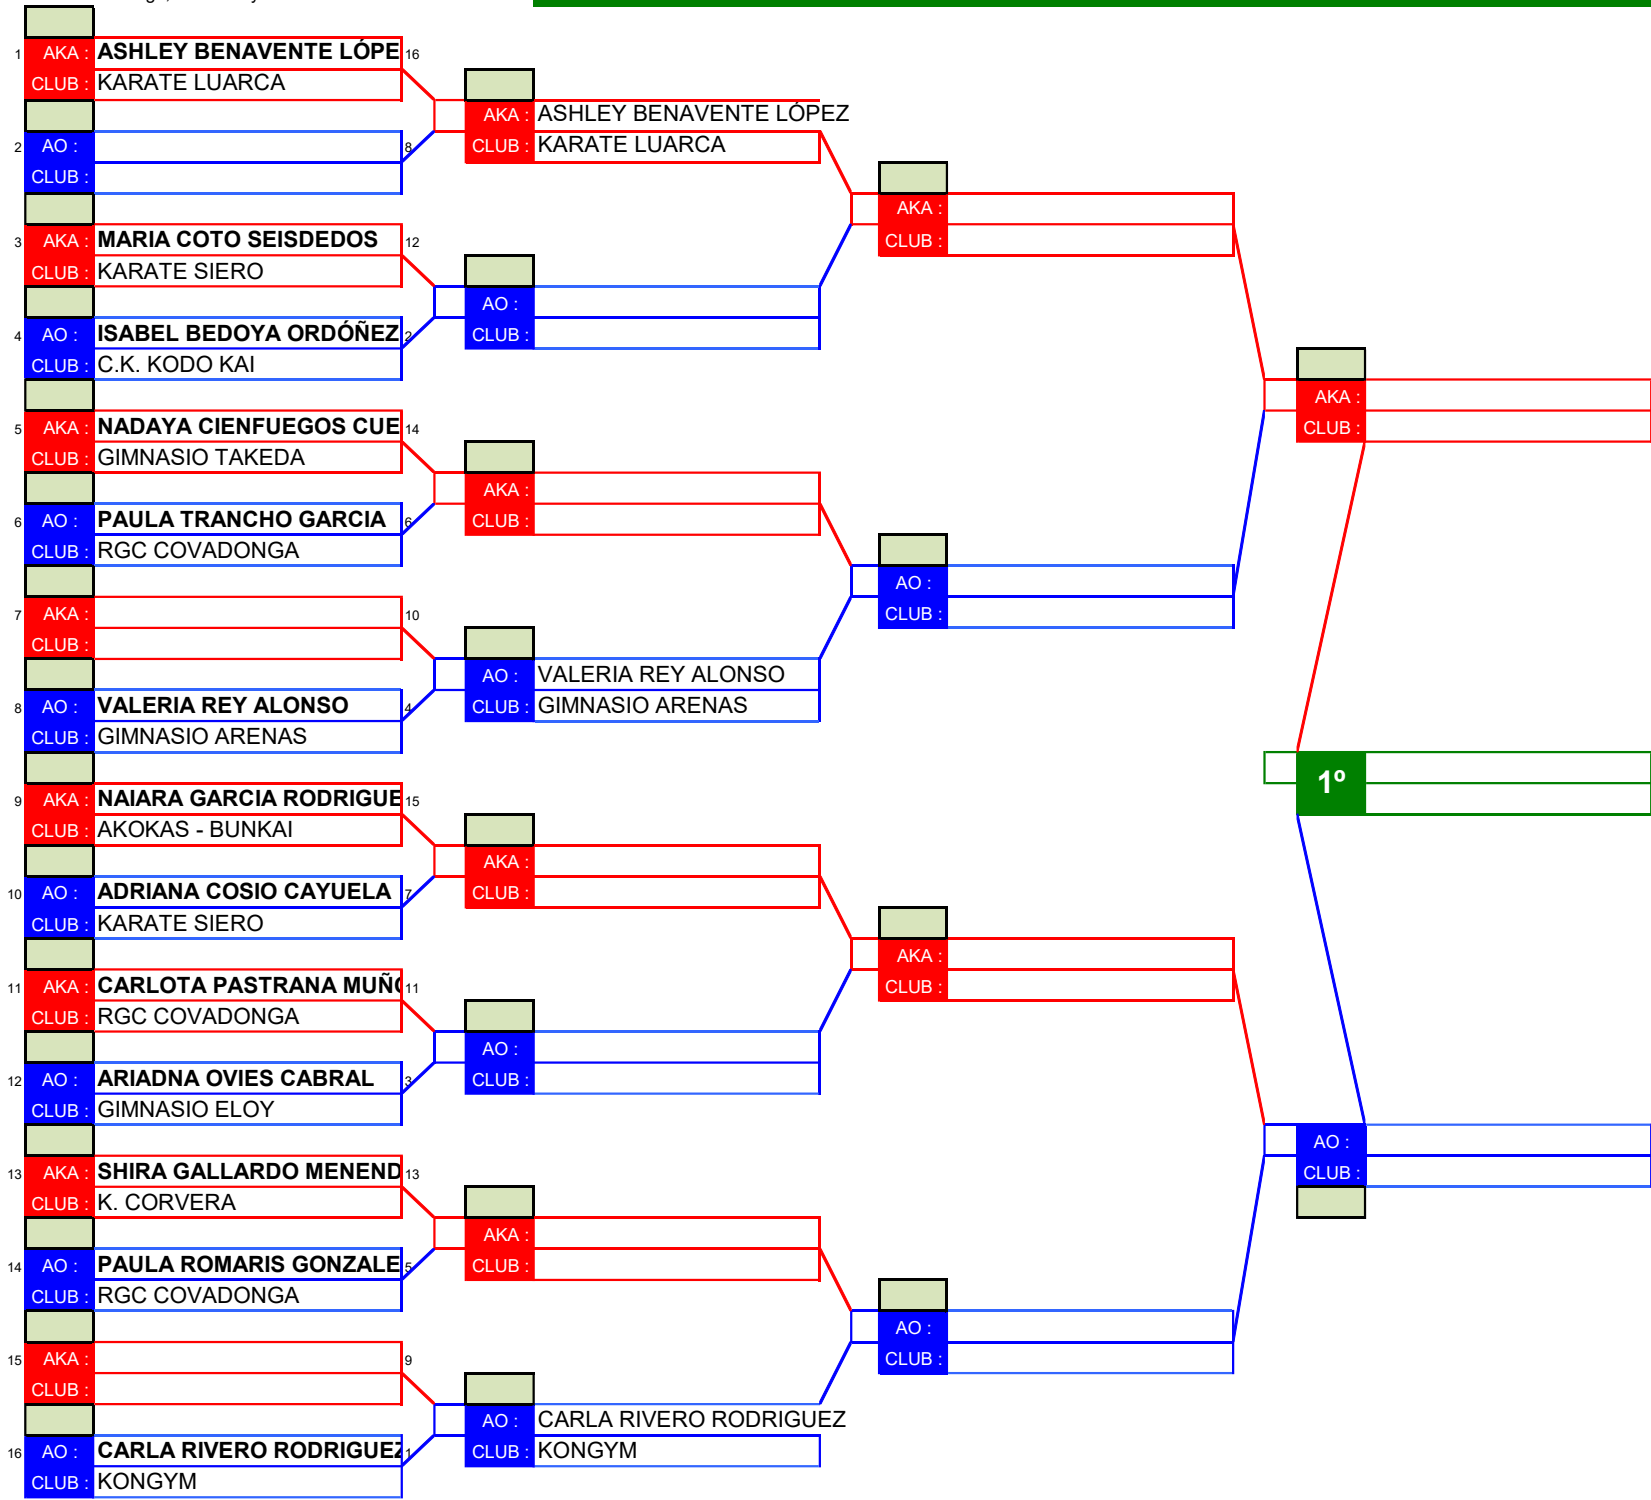 1 AKA : ASHLEY BENAVENTE LÓPE 16
CLUB : KARATE LUARCA
2 AO : 8
CLUB :
3 AKA : MARIA COTO SEISDEDOS 12
CLUB : KARATE SIERO
4 AO : ISABEL BEDOYA ORDÓÑEZ 2
CLUB : C.K. KODO KAI
5 AKA : NADAYA CIENFUEGOS CUE 14
CLUB : GIMNASIO TAKEDA
6 AO : PAULA TRANCHO GARCIA 6
CLUB : RGC COVADONGA
7 AKA : 10
CLUB :
8 AO : VALERIA REY ALONSO 4
CLUB : GIMNASIO ARENAS
9 AKA : NAIARA GARCIA RODRIGUE 15
CLUB : AKOKAS - BUNKAI
10 AO : ADRIANA COSIO CAYUELA 7
CLUB : KARATE SIERO
11 AKA : CARLOTA PASTRANA MUÑO 11
CLUB : RGC COVADONGA
12 AO : ARIADNA OVIES CABRAL 3
CLUB : GIMNASIO ELOY
13 AKA : SHIRA GALLARDO MENEND 13
CLUB : K. CORVERA
14 AO : PAULA ROMARIS GONZALE 5
CLUB : RGC COVADONGA
15 AKA : 9
CLUB :
16 AO : CARLA RIVERO RODRIGUEZ 1
CLUB : KONGYM
AKA : ASHLEY BENAVENTE LÓPEZ
CLUB : KARATE LUARCA
AO :
CLUB :
AKA :
CLUB :
AO : VALERIA REY ALONSO
CLUB : GIMNASIO ARENAS
AKA :
CLUB :
AO :
CLUB :
AKA :
CLUB :
AO : CARLA RIVERO RODRIGUEZ
CLUB : KONGYM
AKA :
CLUB :
AO :
CLUB :
AKA :
CLUB :
AO :
CLUB :
AKA :
CLUB :
1º
AO :
CLUB :